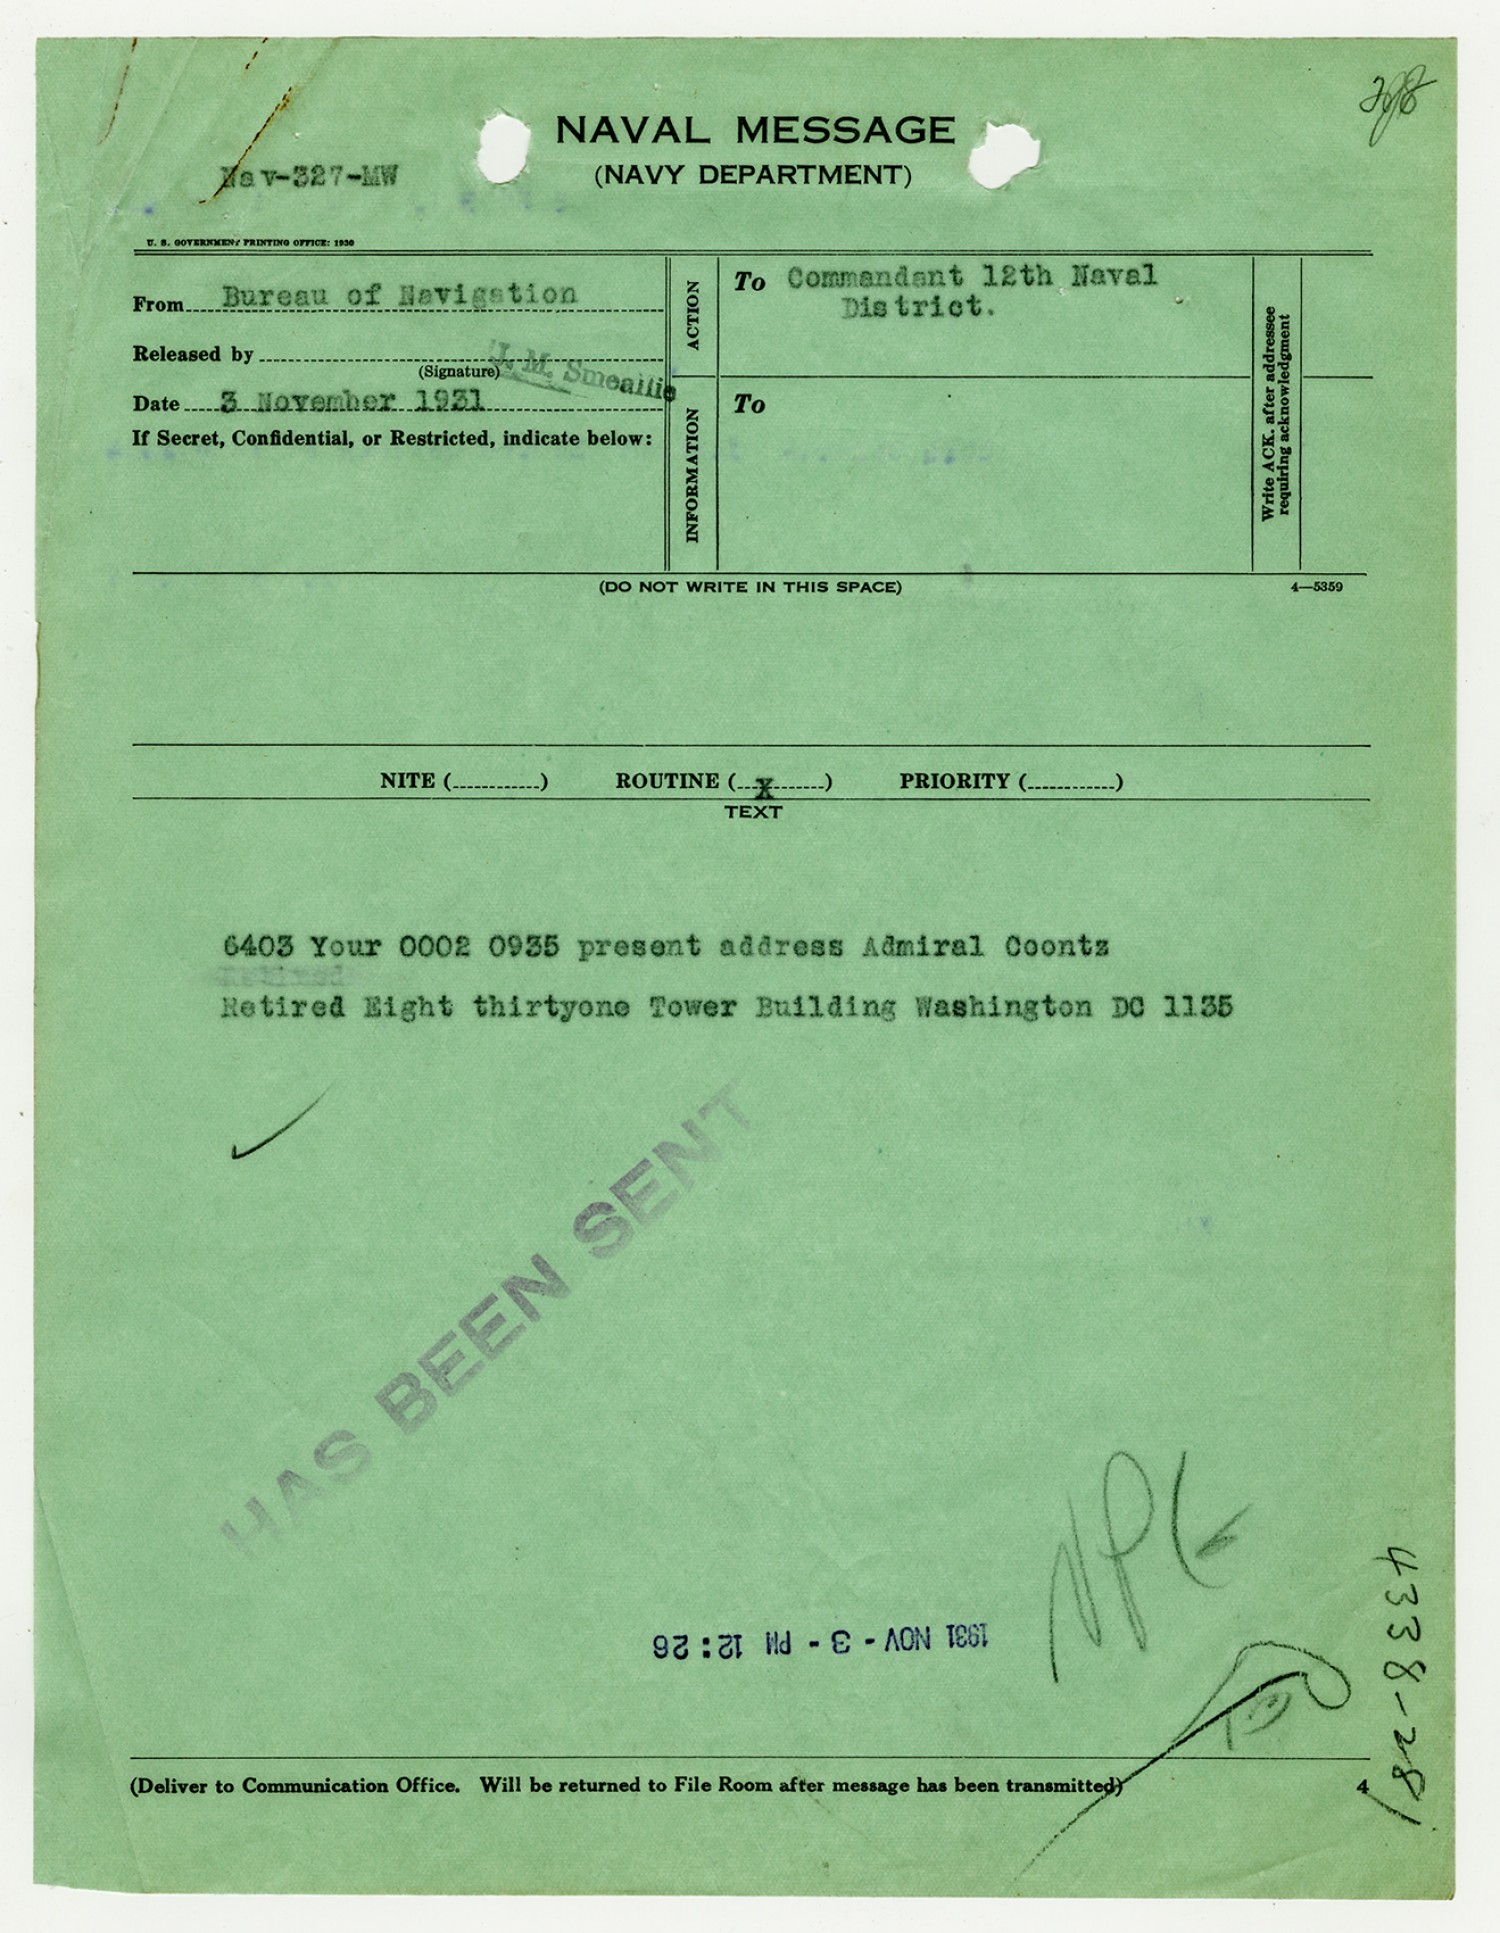 NAVAL MESSAGE
(NAVY DEPARTMENT)
Nav-327-MW
U. S. GOVERNMENT PRINTING OFFICE: 1930
From Bureau of Navigation
Released by
(Signature)
J. M. Smeallie
Date 3 November 1931
If Secret, Confidential, or Restricted, indicate below:
ACTION
To Commandant 12th Naval
District.
INFORMATION
To
Write ACK. after addressee
requiring acknowledgment
(DO NOT WRITE IN THIS SPACE)
4—5359
NITE ( ) ROUTINE ( X ) PRIORITY ( )
TEXT
6403 Your 0002 0935 present address Admiral Coontz
Retired Eight thirtyone Tower Building Washington DC 1135
HAS BEEN SENT
1931 NOV - 3 - PM 12:26
4338-281
(Deliver to Communication Office. Will be returned to File Room after message has been transmitted)
4